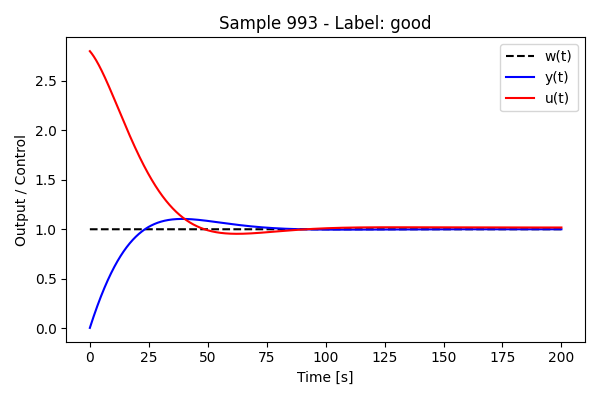 Sample 993 - Label: good
w(t)
y(t)
u(t)
Output / Control
2.5
2.0
1.5
1.0
0.5
0.0
0 25 50 75 100 125 150 175 200
Time [s]